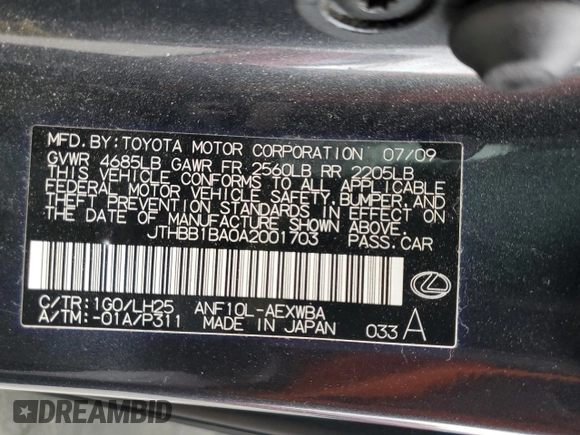 MFD.BY:TOYOTA MOTOR CORPORATION 07/09
GVWR 4685LB GAWR FR 2560LB RR 2205LB
THIS VEHICLE CONFORMS TO ALL APPLICABLE
FEDERAL MOTOR VEHICLE SAFETY,BUMPER,AND
THEFT PREVENTION STANDARDS IN EFFECT ON
THE DATE OF MANUFACTURE SHOWN ABOVE.
JTHBB1BA0A2001703 PASS.CAR
C/TR:1G0/LH25 ANF10L-AEXWBA
A/TM:-01A/P311 MADE IN JAPAN 033A
DREAMBID